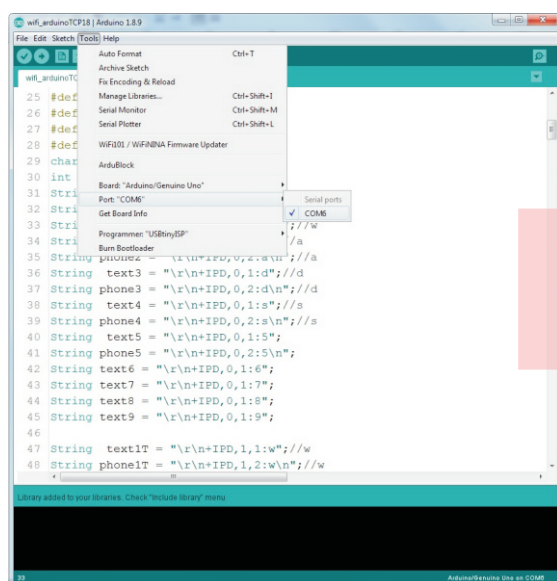 wifi_arduinoTCP18 | Arduino 1.8.9
File Edit Sketch Tools Help
wifi_arduinoTC
Auto Format Ctrl+T
Archive Sketch
Fix Encoding & Reload
Manage Libraries... Ctrl+Shift+I
Serial Monitor Ctrl+Shift+M
Serial Plotter Ctrl+Shift+L
WiFi101 / WiFiNINA Firmware Updater
ArduBlock
Board: "Arduino/Genuino Uno"
Port: "COM6"
Get Board Info
Programmer: "USBtinyISP"
Burn Bootloader
Serial ports
✓ COM6
25 #def
26 #def
27 #def
28 #def
29 char
30 int
31 Stri
32 Stri
33 Stri ;//w
34 Stri //a
35 String phone2 = "\r\n+IPD,0,2:a\n";//a
36 String text3 = "\r\n+IPD,0,1:d";//d
37 String phone3 = "\r\n+IPD,0,2:d\n";//d
38 String text4 = "\r\n+IPD,0,1:s";//s
39 String phone4 = "\r\n+IPD,0,2:s\n";//s
40 String text5 = "\r\n+IPD,0,1:5";
41 String phone5 = "\r\n+IPD,0,2:5\n";
42 String text6 = "\r\n+IPD,0,1:6";
43 String text7 = "\r\n+IPD,0,1:7";
44 String text8 = "\r\n+IPD,0,1:8";
45 String text9 = "\r\n+IPD,0,1:9";
46
47 String text1T = "\r\n+IPD,1,1:w";//w
48 String phone1T = "\r\n+IPD,1,2:w\n";//w
Library added to your libraries. Check "Include library" menu
33
Arduino/Genuino Uno on COM6